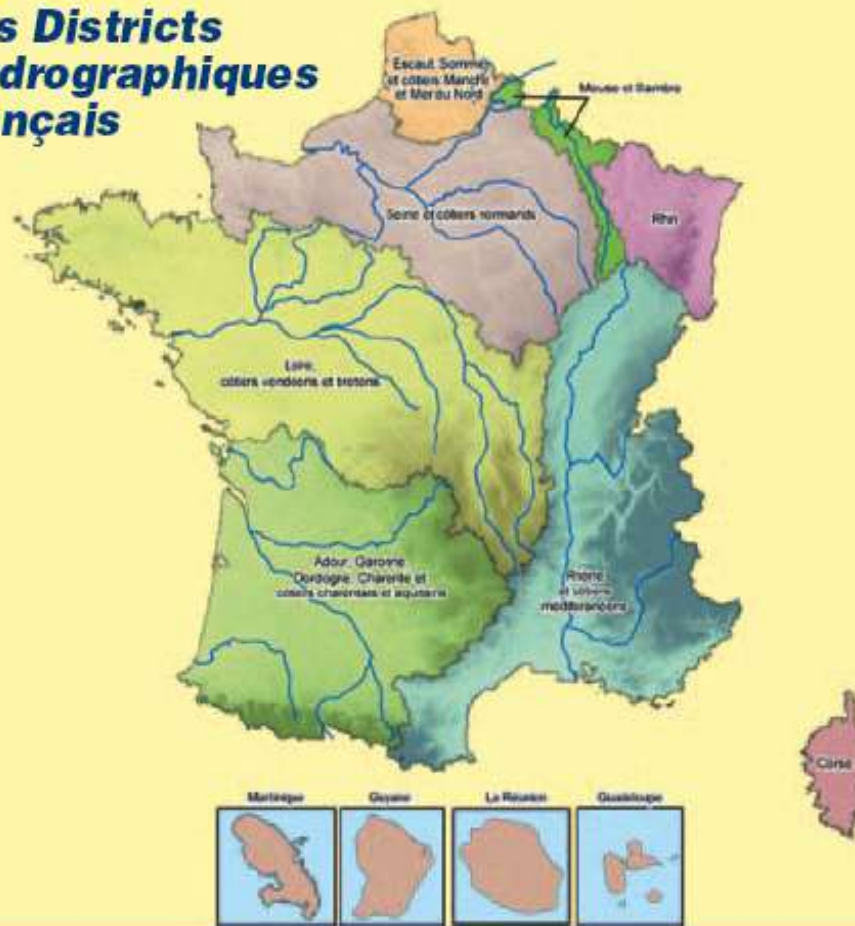 s Districts
drographiques
nçais
Escaut, Somme
et côtiers Manche
et Mer du Nord
Meuse et Sambre
Seine et côtiers normands
Rhin
Loire,
côtiers vendéens et bretons
Adour, Garonne,
Dordogne, Charente et
côtiers charentais et aquitains
Rhône
et côtiers
méditerranéens
Corse
Martinique
Guyane
La Réunion
Guadeloupe